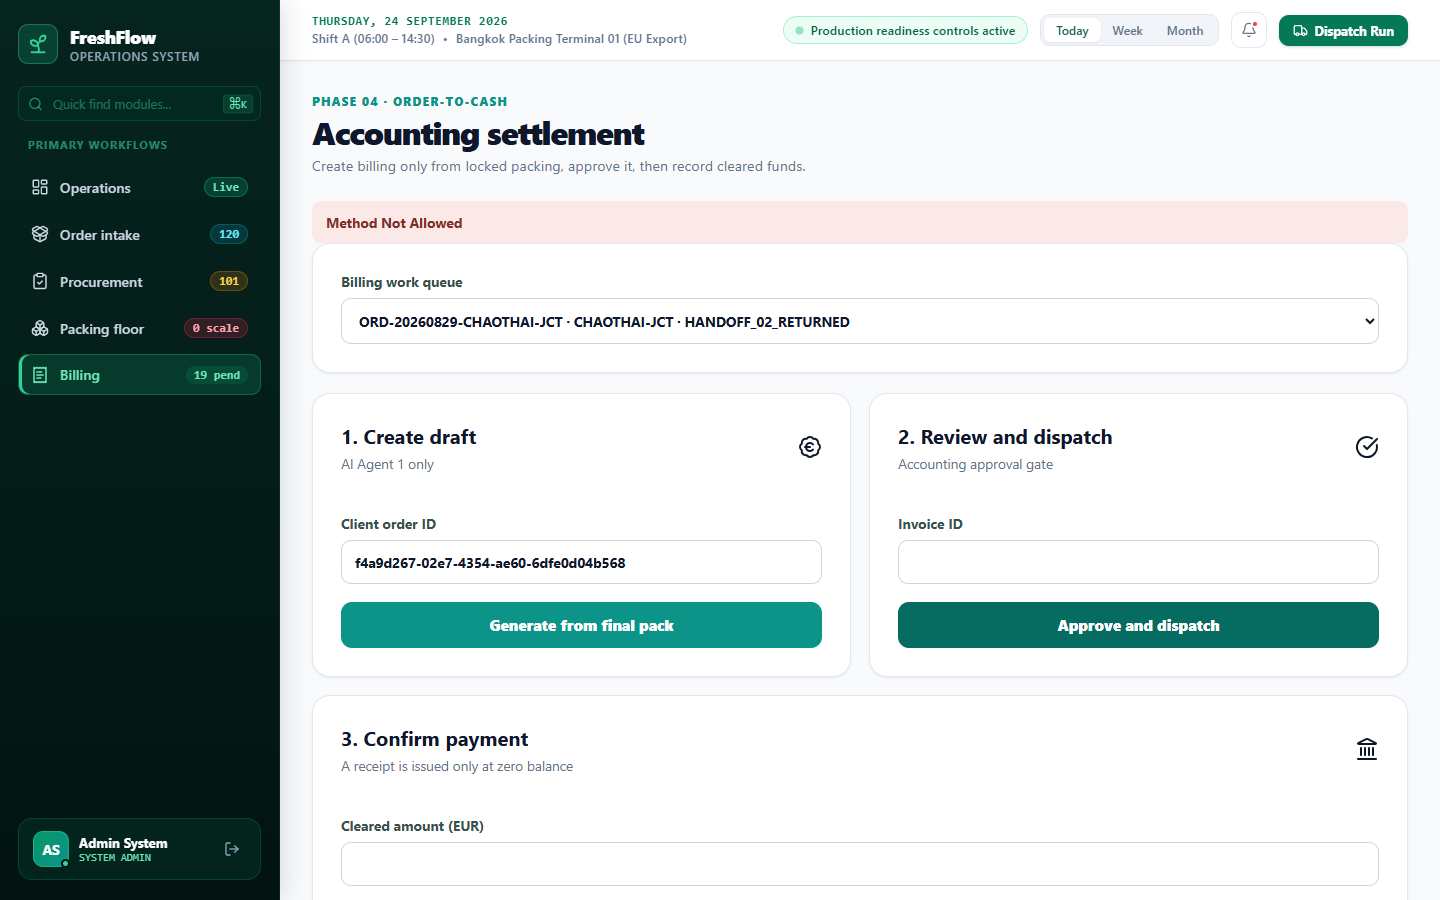 FreshFlow
OPERATIONS SYSTEM
Quick find modules...
⌘K
PRIMARY WORKFLOWS
Operations
Live
Order intake
120
Procurement
101
Packing floor
0 scale
Billing
19 pend
AS
Admin System
SYSTEM ADMIN
THURSDAY, 24 SEPTEMBER 2026
Shift A (06:00 – 14:30) • Bangkok Packing Terminal 01 (EU Export)
Production readiness controls active
Today
Week
Month
Dispatch Run
PHASE 04 · ORDER-TO-CASH
Accounting settlement
Create billing only from locked packing, approve it, then record cleared funds.
Method Not Allowed
Billing work queue
ORD-20260829-CHAOTHAI-JCT · CHAOTHAI-JCT · HANDOFF_02_RETURNED
1. Create draft
AI Agent 1 only
Client order ID
f4a9d267-02e7-4354-ae60-6dfe0d04b568
Generate from final pack
2. Review and dispatch
Accounting approval gate
Invoice ID
Approve and dispatch
3. Confirm payment
A receipt is issued only at zero balance
Cleared amount (EUR)